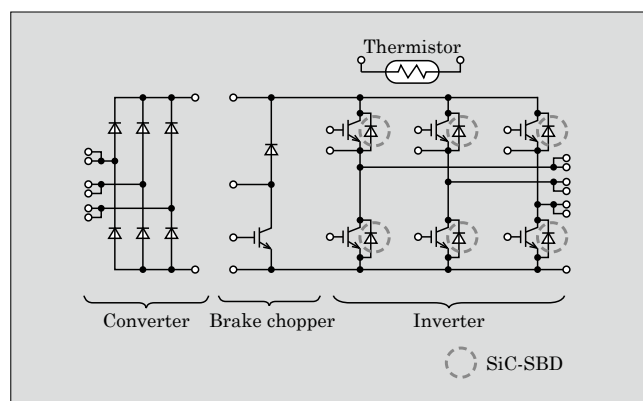 Thermistor
Converter
Brake chopper
Inverter
SiC-SBD